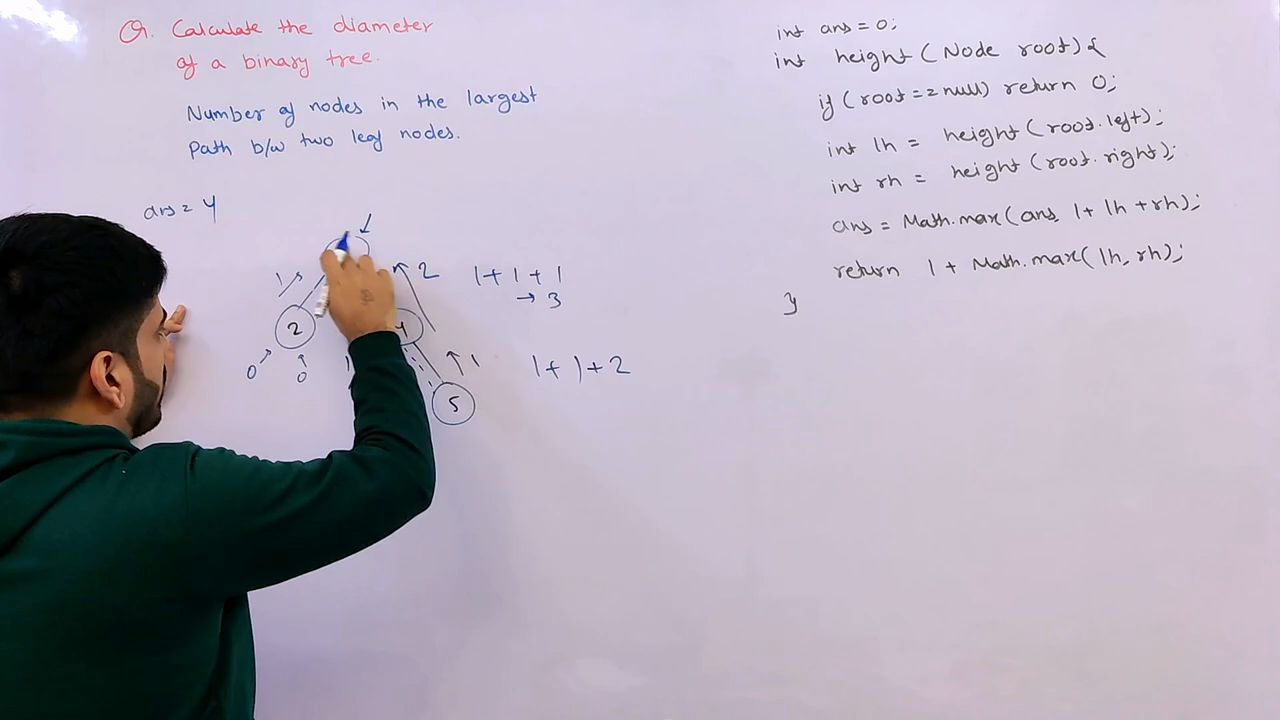 Q. Calculate the diameter
of a binary tree.
Number of nodes in the largest
Path b/w two leaf nodes.
ans = 4
1 2 1 + 1 + 1
→ 3
2 4
0 0 1 1 1 + 1 + 2
5
int ans = 0;
int height ( Node root) {
if (root == null) return 0;
int lh = height (root.left);
int rh = height (root.right);
ans = Math.max(ans, 1 + lh + rh);
return 1 + Math.max(lh, rh);
}